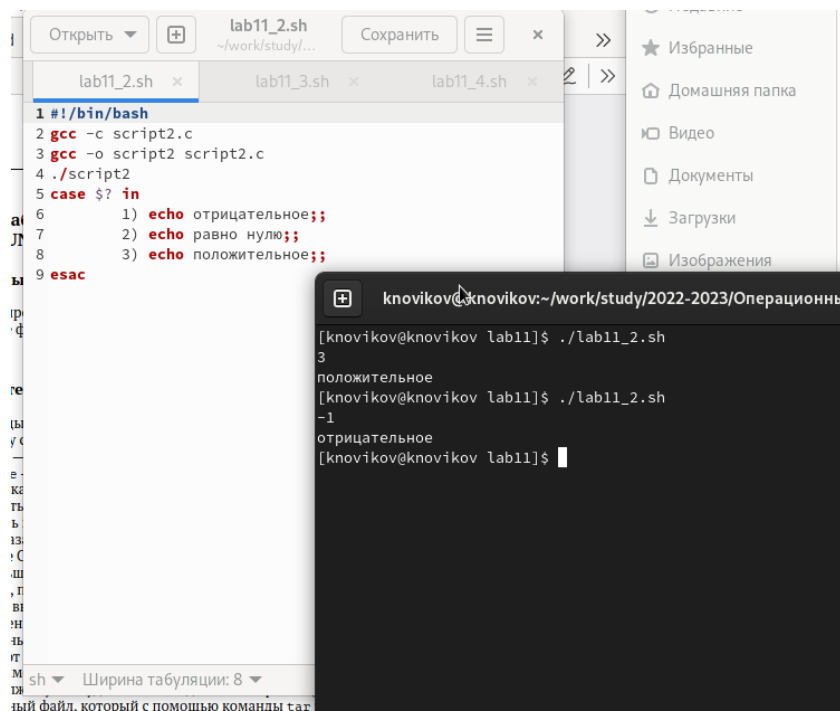 Открыть
lab11_2.sh
~/work/study/...
Сохранить
lab11_2.sh ×
lab11_3.sh ×
lab11_4.sh ×
1 #!/bin/bash
2 gcc -c script2.c
3 gcc -o script2 script2.c
4 ./script2
5 case $? in
6 1) echo отрицательное;;
7 2) echo равно нулю;;
8 3) echo положительное;;
9 esac
sh Ширина табуляции: 8
Избранные
Домашняя папка
Видео
Документы
Загрузки
Изображения
knovikov@knovikov:~/work/study/2022-2023/Операционны
[knovikov@knovikov lab11]$ ./lab11_2.sh
3
положительное
[knovikov@knovikov lab11]$ ./lab11_2.sh
-1
отрицательное
[knovikov@knovikov lab11]$
ный файл, который с помощью команды tar